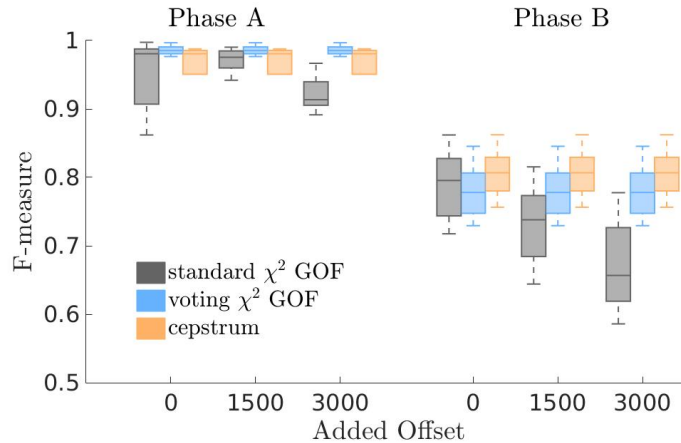 Phase A Phase B
1
0.9
0.8
0.7
0.6
0.5
F-measure
standard χ² GOF
voting χ² GOF
cepstrum
0 1500 3000 0 1500 3000
Added Offset